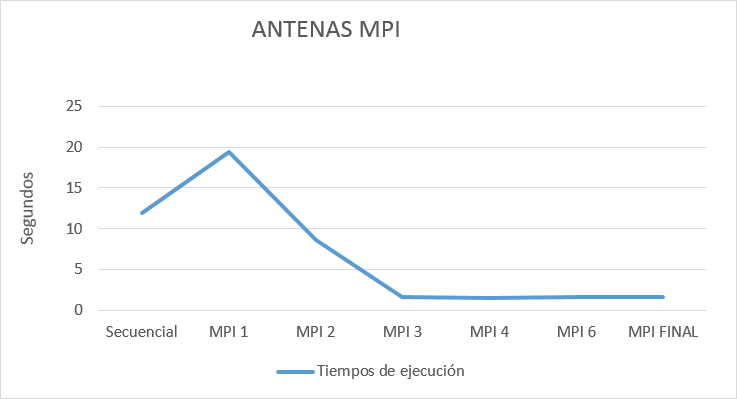 ANTENAS MPI
Segundos
25
20
15
10
5
0
Secuencial MPI 1 MPI 2 MPI 3 MPI 4 MPI 6 MPI FINAL
Tiempos de ejecución